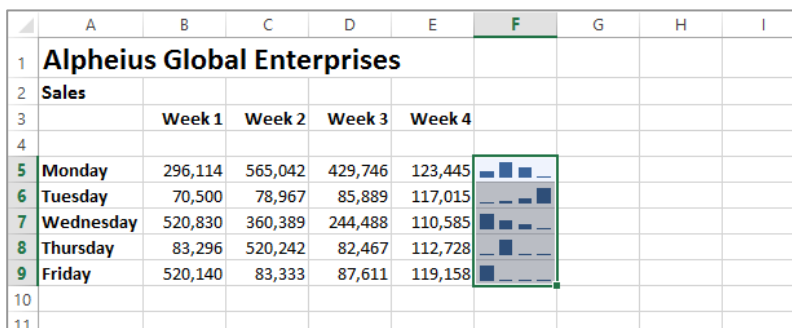 A B C D E F G H I
1 Alpheius Global Enterprises
2 Sales
3 Week 1 Week 2 Week 3 Week 4
4
5 Monday 296,114 565,042 429,746 123,445
6 Tuesday 70,500 78,967 85,889 117,015
7 Wednesday 520,830 360,389 244,488 110,585
8 Thursday 83,296 520,242 82,467 112,728
9 Friday 520,140 83,333 87,611 119,158
10
11